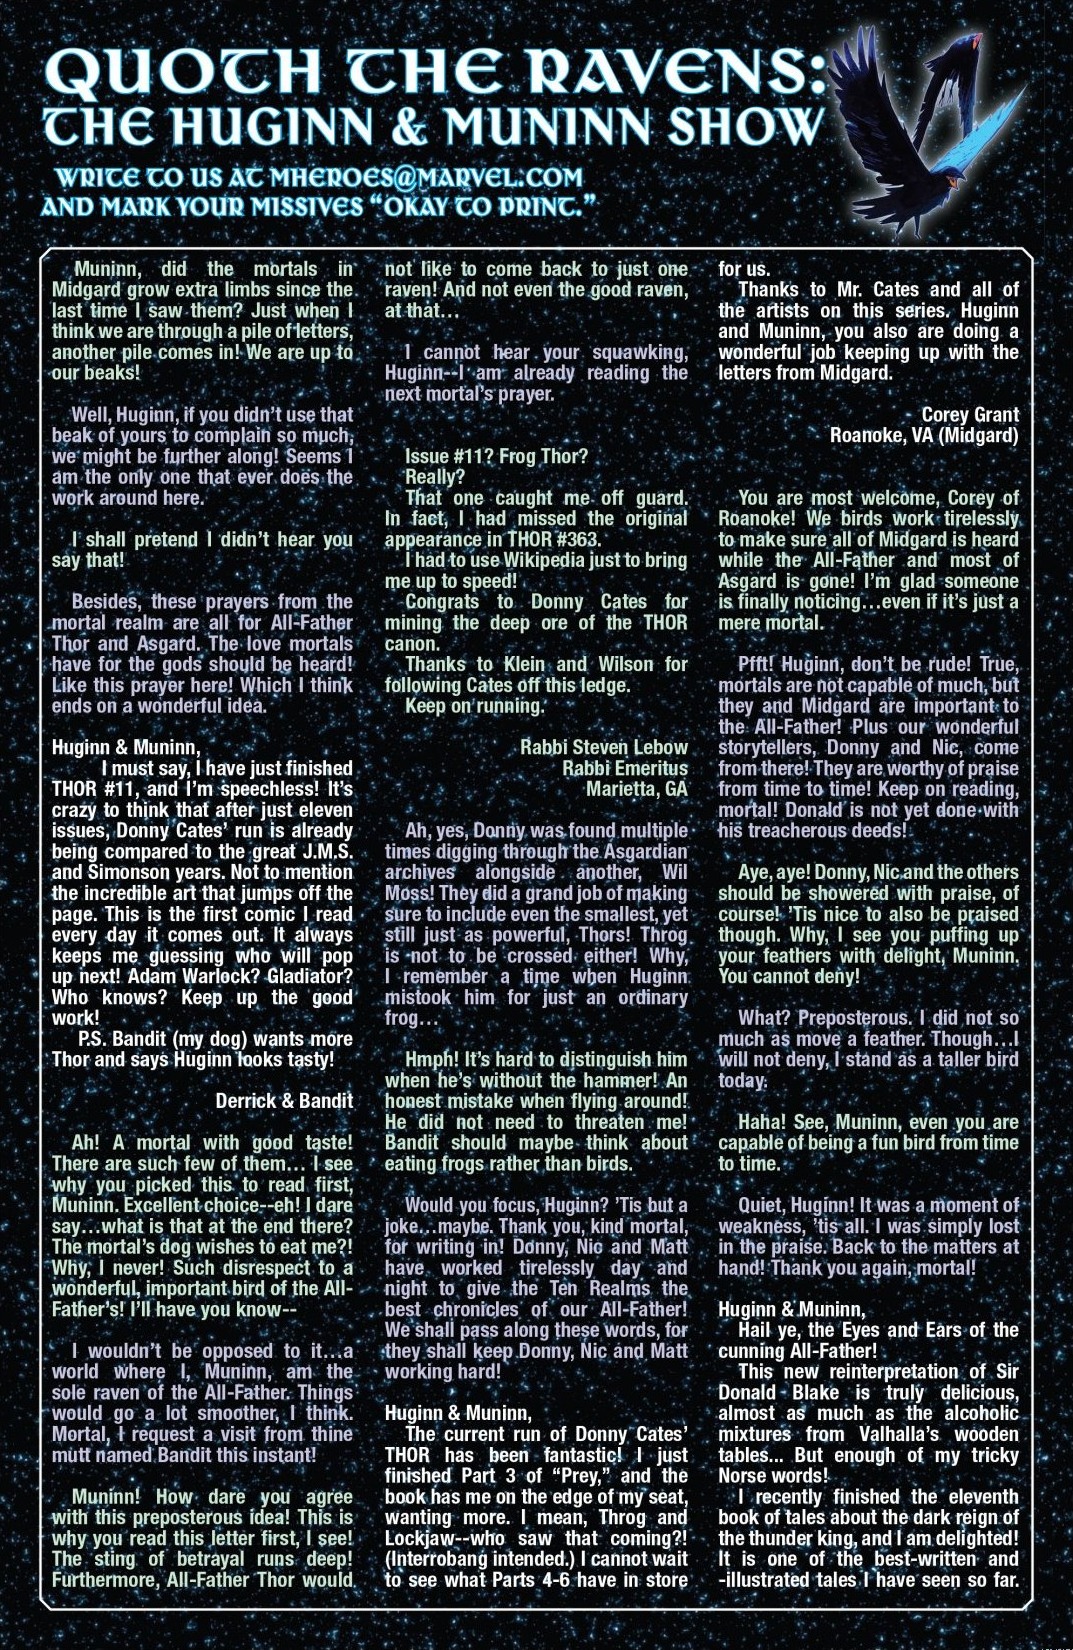 QUOTH THE RAVENS:
THE HUGINN & MUNINN SHOW
WRITE TO US AT MHEROES@MARVEL.COM
AND MARK YOUR MISSIVES “OKAY TO PRINT.”
Muninn, did the mortals in
Midgard grow extra limbs since the
last time I saw them? Just when I
think we are through a pile of letters,
another pile comes in! We are up to
our beaks!
Well, Huginn, if you didn’t use that
beak of yours to complain so much,
we might be further along! Seems I
am the only one that ever does the
work around here.
I shall pretend I didn’t hear you
say that!
Besides, these prayers from the
mortal realm are all for All-Father
Thor and Asgard. The love mortals
have for the gods should be heard!
Like this prayer here! Which I think
ends on a wonderful idea.
Huginn & Muninn,
I must say, I have just finished
THOR #11, and I’m speechless! It’s
crazy to think that after just eleven
issues, Donny Cates’ run is already
being compared to the great J.M.S.
and Simonson years. Not to mention
the incredible art that jumps off the
page. This is the first comic I read
every day it comes out. It always
keeps me guessing who will pop
up next! Adam Warlock? Gladiator?
Who knows? Keep up the good
work!
P.S. Bandit (my dog) wants more
Thor and says Huginn looks tasty!
Derrick & Bandit
Ah! A mortal with good taste!
There are such few of them… I see
why you picked this to read first,
Muninn. Excellent choice--eh! I dare
say…what is that at the end there?
The mortal’s dog wishes to eat me?!
Why, I never! Such disrespect to a
wonderful, important bird of the All-
Father’s! I’ll have you know--
I wouldn’t be opposed to it…a
world where I, Muninn, am the
sole raven of the All-Father. Things
would go a lot smoother, I think.
Mortal, I request a visit from thine
mutt named Bandit this instant!
Muninn! How dare you agree
with this preposterous idea! This is
why you read this letter first, I see!
The sting of betrayal runs deep!
Furthermore, All-Father Thor would
not like to come back to just one
raven! And not even the good raven,
at that…
I cannot hear your squawking,
Huginn--I am already reading the
next mortal’s prayer.
Issue #11? Frog Thor?
Really?
That one caught me off guard.
In fact, I had missed the original
appearance in THOR #363.
I had to use Wikipedia just to bring
me up to speed!
Congrats to Donny Cates for
mining the deep ore of the THOR
canon.
Thanks to Klein and Wilson for
following Cates off this ledge.
Keep on running.
Rabbi Steven Lebow
Rabbi Emeritus
Marietta, GA
Ah, yes, Donny was found multiple
times digging through the Asgardian
archives alongside another, Wil
Moss! They did a grand job of making
sure to include even the smallest, yet
still just as powerful, Thors! Throg
is not to be crossed either! Why,
I remember a time when Huginn
mistook him for just an ordinary
frog…
Hmph! It’s hard to distinguish him
when he’s without the hammer! An
honest mistake when flying around!
He did not need to threaten me!
Bandit should maybe think about
eating frogs rather than birds.
Would you focus, Huginn? ’Tis but a
joke…maybe. Thank you, kind mortal,
for writing in! Donny, Nic and Matt
have worked tirelessly day and
night to give the Ten Realms the
best chronicles of our All-Father!
We shall pass along these words, for
they shall keep Donny, Nic and Matt
working hard!
Huginn & Muninn,
The current run of Donny Cates’
THOR has been fantastic! I just
finished Part 3 of “Prey,” and the
book has me on the edge of my seat,
wanting more. I mean, Throg and
Lockjaw--who saw that coming?!
(Interrobang intended.) I cannot wait
to see what Parts 4-6 have in store
for us.
Thanks to Mr. Cates and all of
the artists on this series. Huginn
and Muninn, you also are doing a
wonderful job keeping up with the
letters from Midgard.
Corey Grant
Roanoke, VA (Midgard)
You are most welcome, Corey of
Roanoke! We birds work tirelessly
to make sure all of Midgard is heard
while the All-Father and most of
Asgard is gone! I’m glad someone
is finally noticing…even if it’s just a
mere mortal.
Pfft! Huginn, don’t be rude! True,
mortals are not capable of much, but
they and Midgard are important to
the All-Father! Plus our wonderful
storytellers, Donny and Nic, come
from there! They are worthy of praise
from time to time! Keep on reading,
mortal! Donald is not yet done with
his treacherous deeds!
Aye, aye! Donny, Nic and the others
should be showered with praise, of
course! ’Tis nice to also be praised
though. Why, I see you puffing up
your feathers with delight, Muninn.
You cannot deny!
What? Preposterous. I did not so
much as move a feather. Though…I
will not deny, I stand as a taller bird
today.
Haha! See, Muninn, even you are
capable of being a fun bird from time
to time.
Quiet, Huginn! It was a moment of
weakness, ’tis all. I was simply lost
in the praise. Back to the matters at
hand! Thank you again, mortal!
Huginn & Muninn,
Hail ye, the Eyes and Ears of the
cunning All-Father!
This new reinterpretation of Sir
Donald Blake is truly delicious,
almost as much as the alcoholic
mixtures from Valhalla’s wooden
tables... But enough of my tricky
Norse words!
I recently finished the eleventh
book of tales about the dark reign of
the thunder king, and I am delighted!
It is one of the best-written and
-illustrated tales I have seen so far.